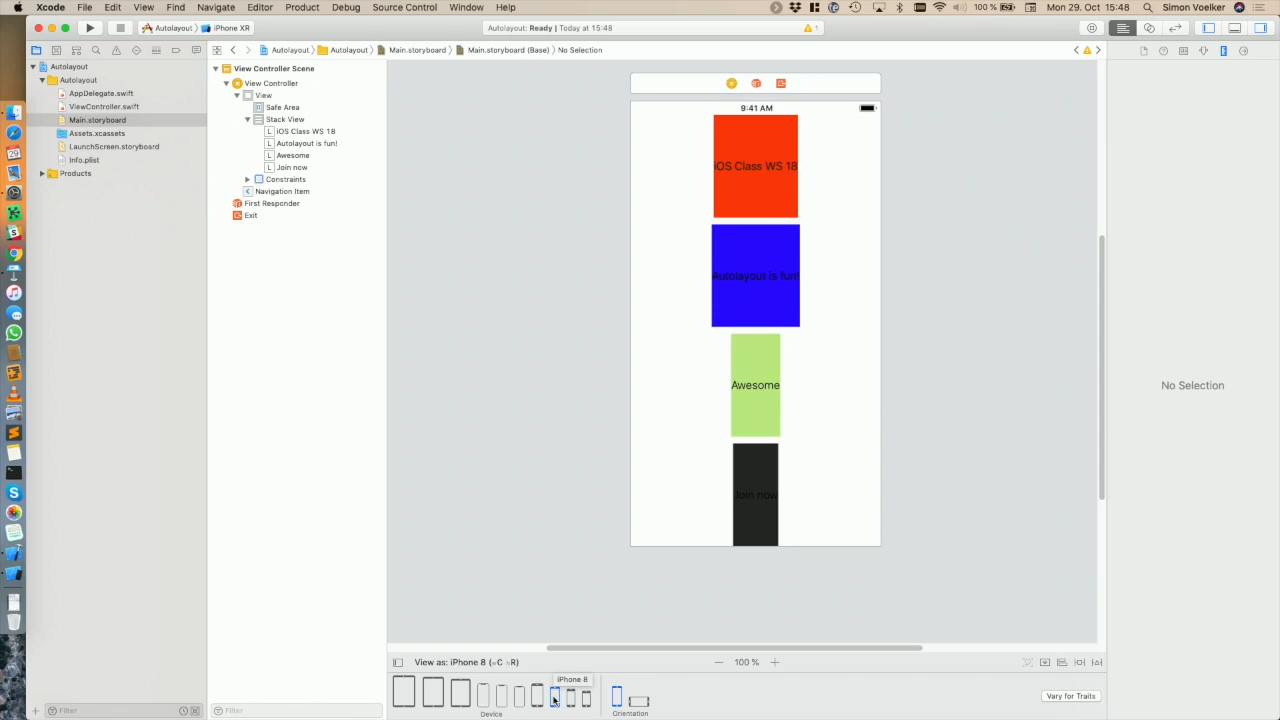 Xcode File Edit View Find Navigate Editor Product Debug Source Control Window Help 100 % Mon 29. Oct 15:48 Simon Voelker
Autolayout iPhone XR Autolayout: Ready | Today at 15:48 1
Autolayout Autolayout Main.storyboard Main.storyboard (Base) No Selection
Autolayout
Autolayout
AppDelegate.swift
ViewController.swift
Main.storyboard
Assets.xcassets
LaunchScreen.storyboard
Info.plist
Products
View Controller Scene
View Controller
View
Safe Area
Stack View
L iOS Class WS 18
L Autolayout is fun!
L Awesome
L Join now
Constraints
Navigation Item
First Responder
Exit
9:41 AM
iOS Class WS 18
Autolayout is fun!
Awesome
Join now
No Selection
View as: iPhone 8 (wC hR) 100 %
iPhone 8
Device
Orientation
Vary for Traits
Filter
Filter